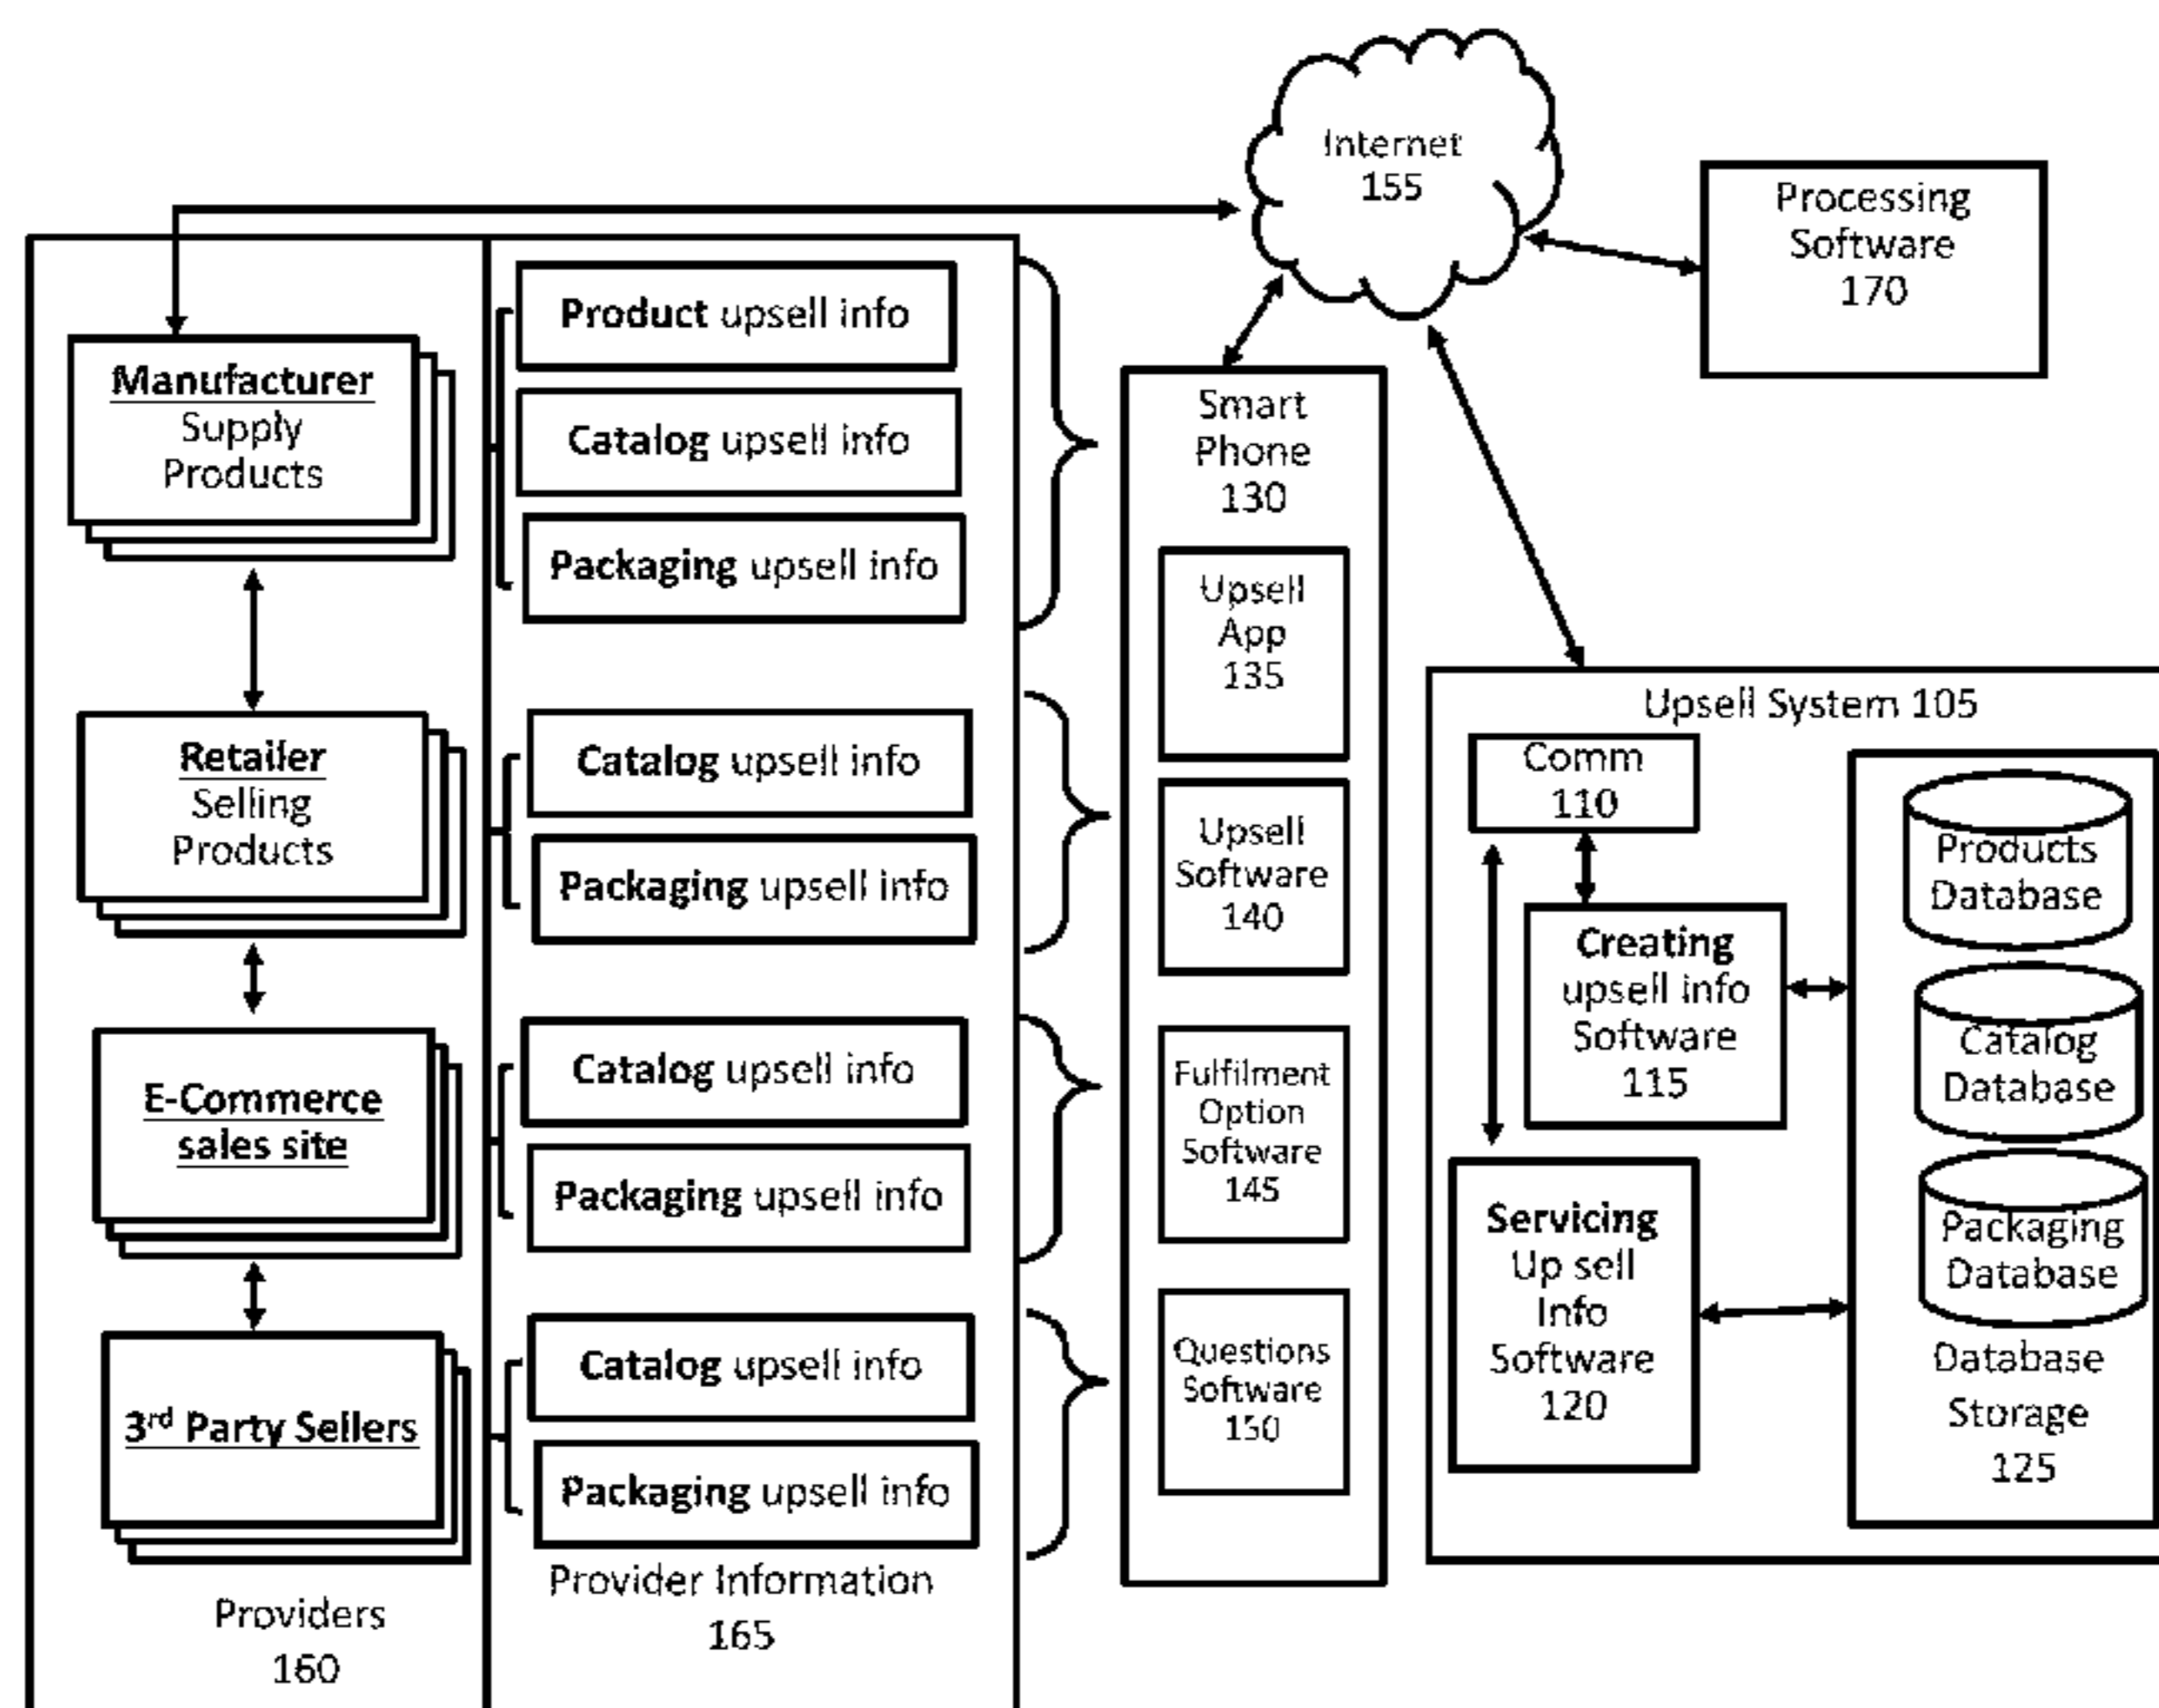 Internet
155
Processing
Software
170
Manufacturer
Supply
Products
Product upsell info
Catalog upsell info
Packaging upsell info
Retailer
Selling
Products
Catalog upsell info
Packaging upsell info
E-Commerce
sales site
Catalog upsell info
Packaging upsell info
3rd Party Sellers
Catalog upsell info
Packaging upsell info
Providers
160
Provider Information
165
Smart
Phone
130
Upsell
App
135
Upsell
Software
140
Fulfilment
Option
Software
145
Questions
Software
150
Upsell System 105
Comm
110
Creating
upsell info
Software
115
Servicing
Up sell
Info
Software
120
Products
Database
Catalog
Database
Packaging
Database
Database
Storage
125